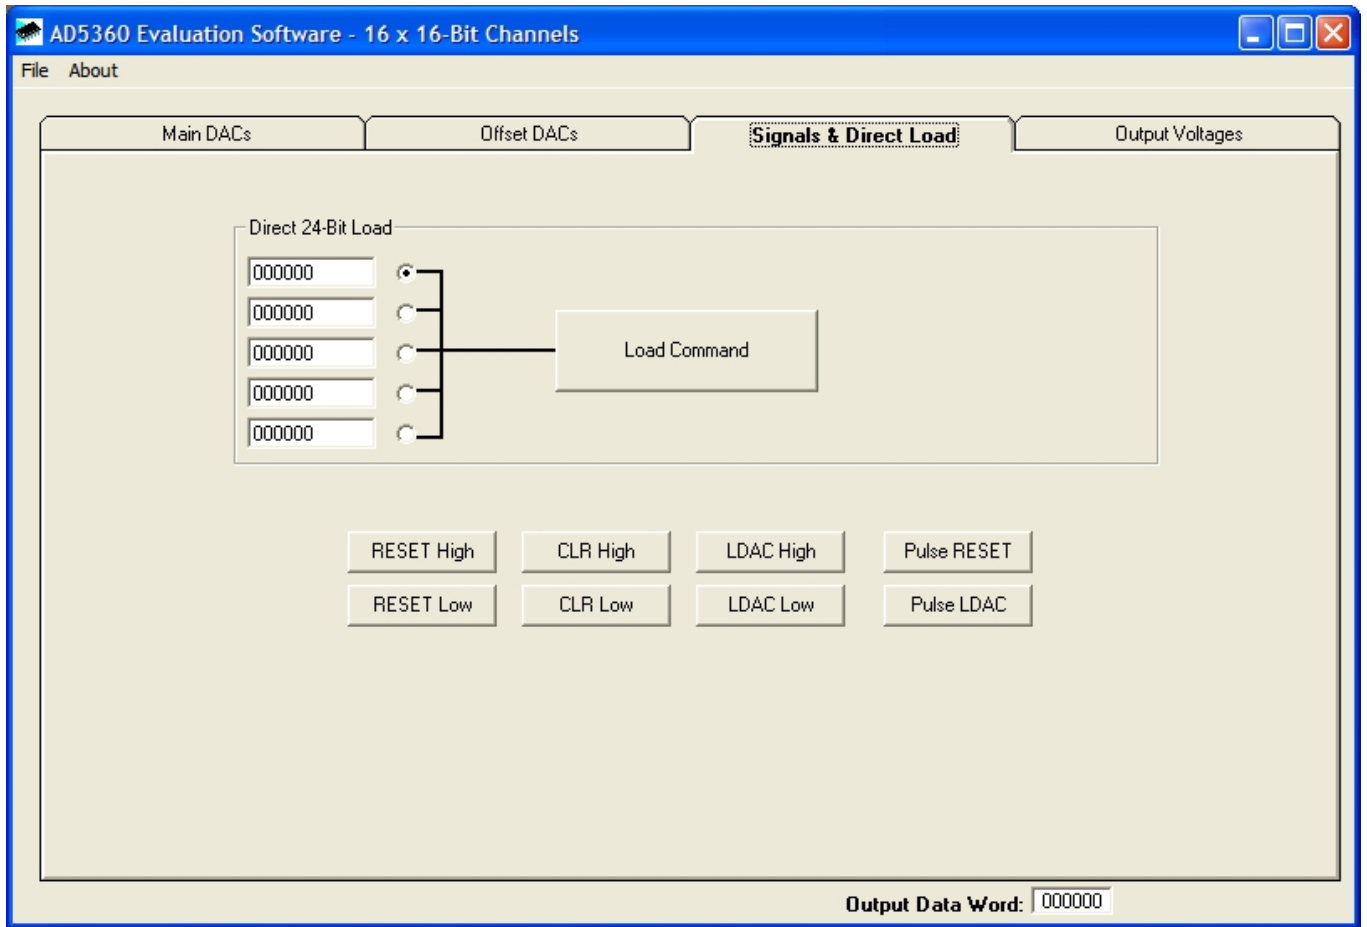 AD5360 Evaluation Software - 16 x 16-Bit Channels
File About
Main DACs Offset DACs Signals & Direct Load Output Voltages
Direct 24-Bit Load
000000
000000
000000
Load Command
000000
000000
RESET High CLR High LDAC High Pulse RESET
RESET Low CLR Low LDAC Low Pulse LDAC
Output Data Word: 000000